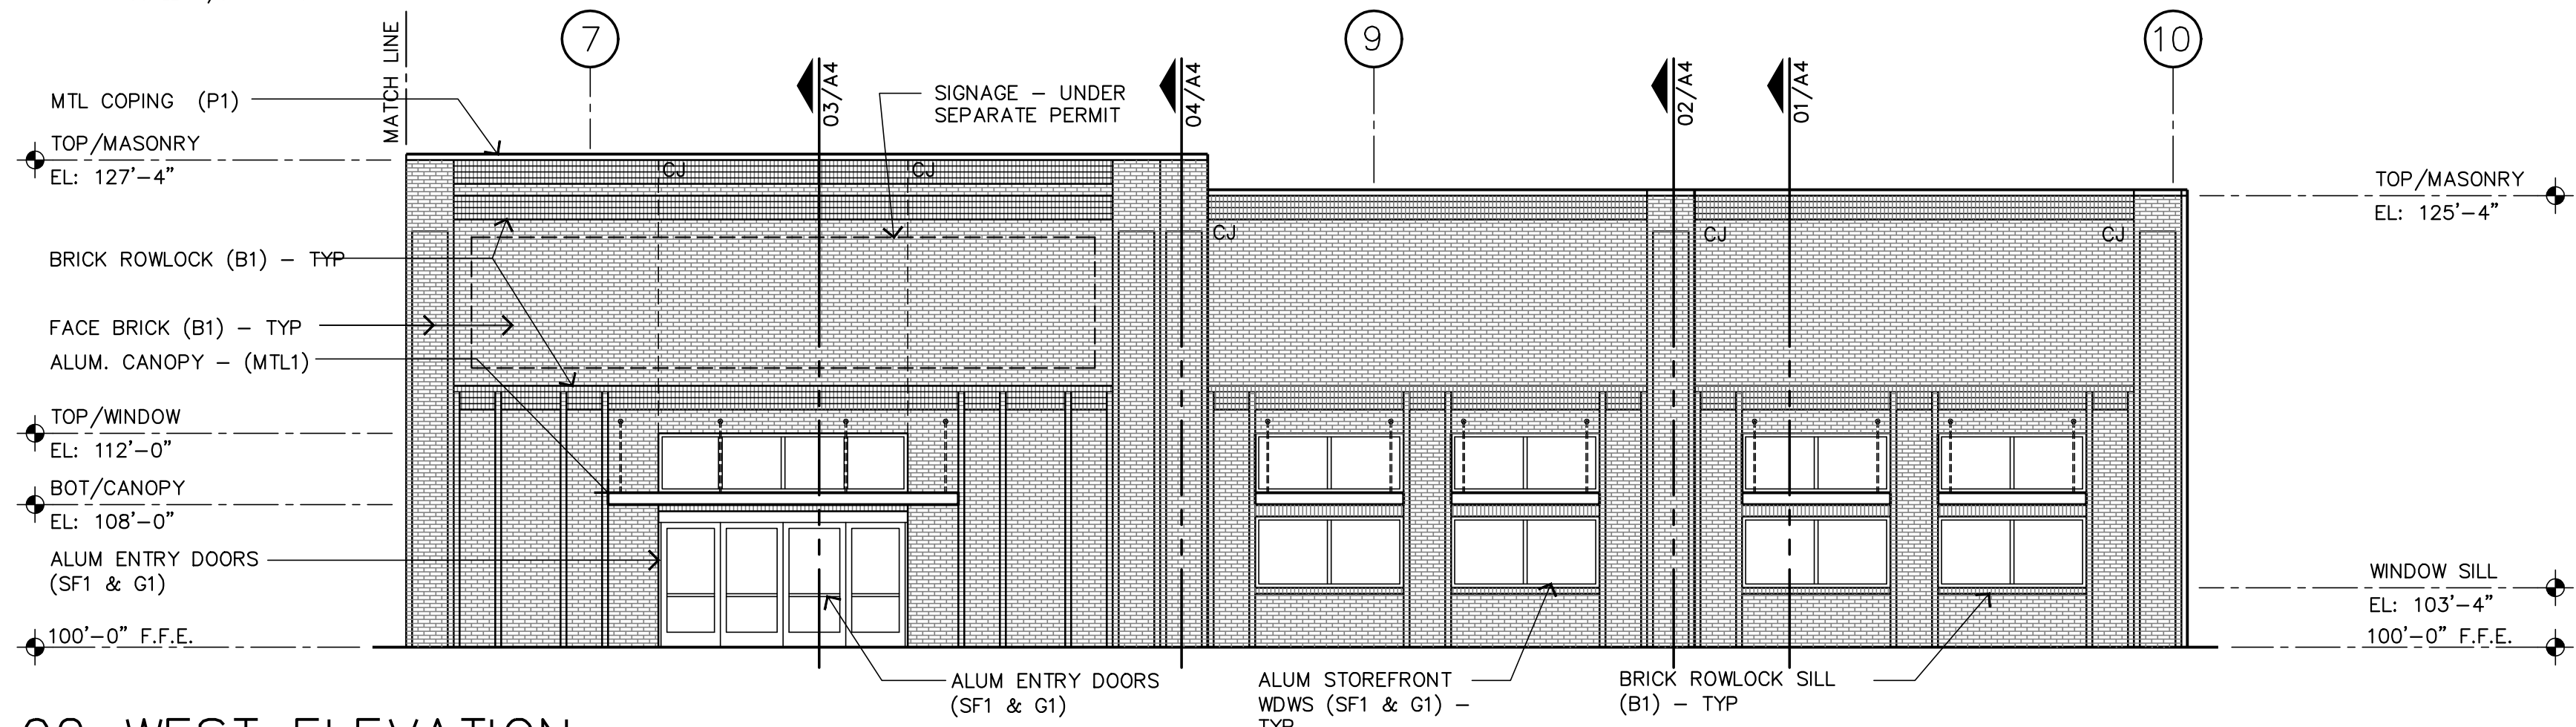 MATCH LINE
7
9
10
03/A4
04/A4
02/A4
01/A4
MTL COPING (P1)
SIGNAGE – UNDER
SEPARATE PERMIT
TOP/MASONRY
EL: 127'–4"
TOP/MASONRY
EL: 125'–4"
CJ
CJ
CJ
CJ
CJ
BRICK ROWLOCK (B1) – TYP
FACE BRICK (B1) – TYP
ALUM. CANOPY – (MTL1)
TOP/WINDOW
EL: 112'–0"
BOT/CANOPY
EL: 108'–0"
ALUM ENTRY DOORS
(SF1 & G1)
100'–0" F.F.E.
WINDOW SILL
EL: 103'–4"
100'–0" F.F.E.
ALUM ENTRY DOORS
(SF1 & G1)
ALUM STOREFRONT
WDWS (SF1 & G1) –
TYP
BRICK ROWLOCK SILL
(B1) – TYP
WEST ELEVATION